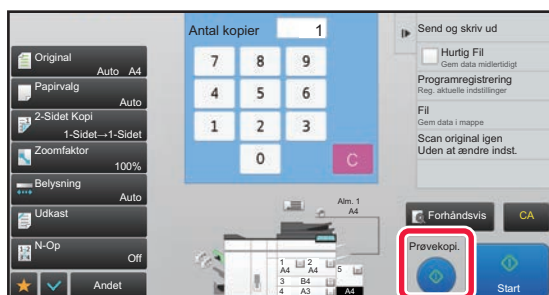 Antal kopier 1
Original
Auto A4
Papirvalg
Auto
2-Sidet Kopi
1-Sidet→1-Sidet
Zoomfaktor
100%
Belysning
Auto
Udkast
N-Op
Off
Andet
7 8 9
4 5 6
1 2 3
0 C
Alm. 1
A4
1 A4 2 A4 5
3 B4
4 A3 A4
Send og skriv ud
Hurtig Fil
Gem data midlertidigt
Programregistrering
Reg. aktuelle indstillinger
Fil
Gem data i mappe
Scan original igen
Uden at ændre indst.
Forhåndsvis CA
Prøvekopi.
Start